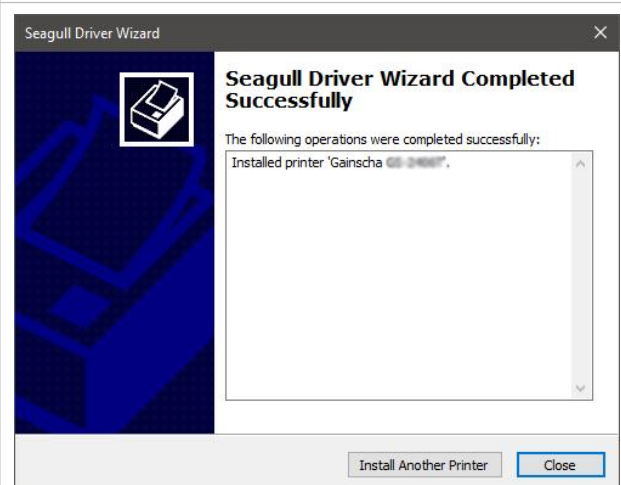 Seagull Driver Wizard
Seagull Driver Wizard Completed
Successfully
The following operations were completed successfully:
Installed printer 'Gainscha
Install Another Printer
Close